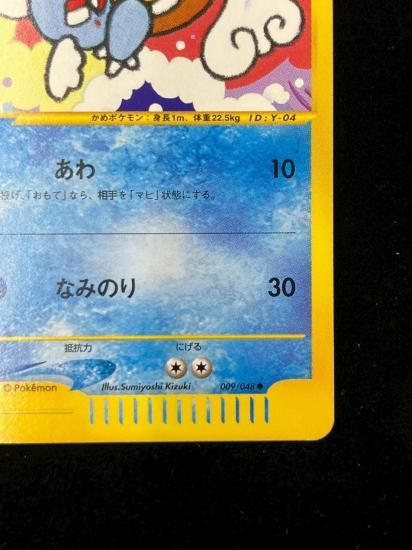 かめポケモン：身長1m、体重22.5kg ID:Y-04
あわ 10
投げ、「おもて」なら、相手を「マヒ」状態にする。
なみのり 30
抵抗力 にげる
© Pokémon Illus.Sumiyoshi Kizuki 009/048 ●